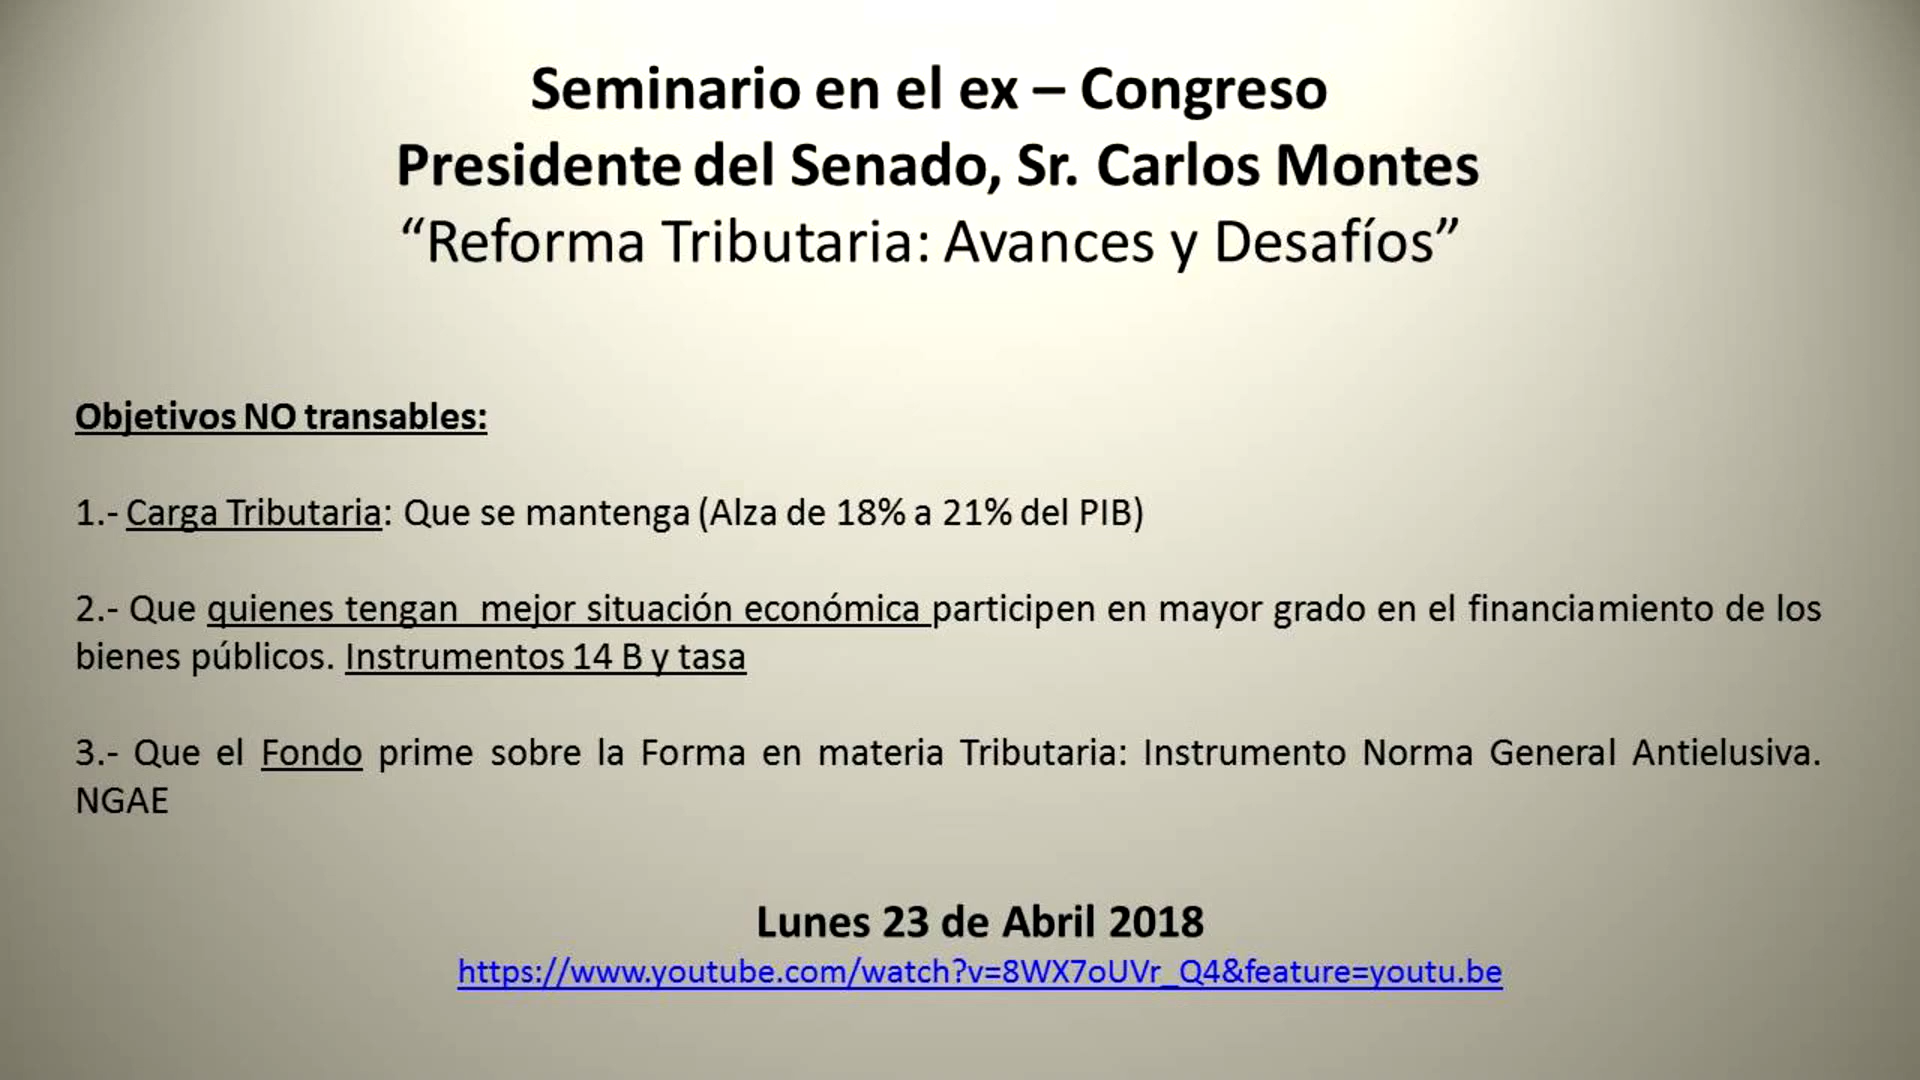 Seminario en el ex – Congreso
Presidente del Senado, Sr. Carlos Montes
“Reforma Tributaria: Avances y Desafíos”
Objetivos NO transables:
1.- Carga Tributaria: Que se mantenga (Alza de 18% a 21% del PIB)
2.- Que quienes tengan  mejor situación económica participen en mayor grado en el financiamiento de los
bienes públicos. Instrumentos 14 B y tasa
3.- Que el Fondo prime sobre la Forma en materia Tributaria: Instrumento Norma General Antielusiva.
NGAE
Lunes 23 de Abril 2018
https://www.youtube.com/watch?v=8WX7oUVr_Q4&feature=youtu.be